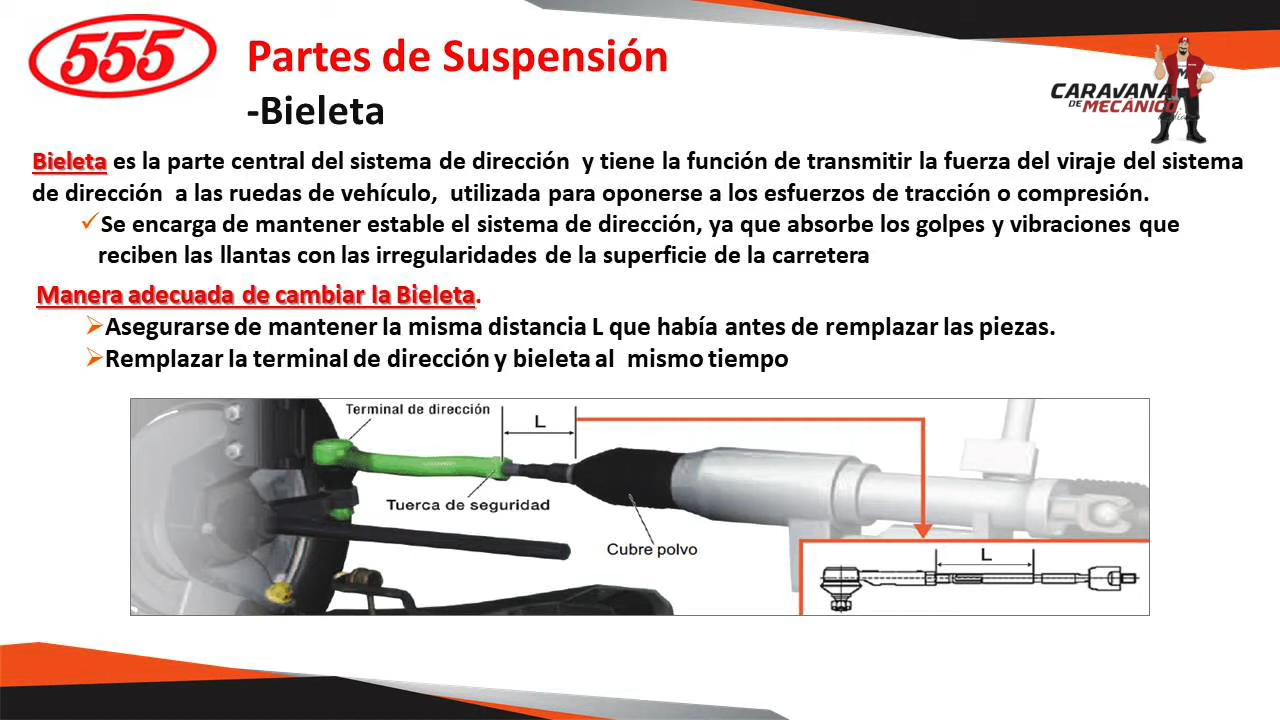 555
Partes de Suspensión
-Bieleta
CARAVANA
DE MECÁNICO
Bieleta es la parte central del sistema de dirección y tiene la función de transmitir la fuerza del viraje del sistema
de dirección a las ruedas de vehículo, utilizada para oponerse a los esfuerzos de tracción o compresión.
Se encarga de mantener estable el sistema de dirección, ya que absorbe los golpes y vibraciones que
reciben las llantas con las irregularidades de la superficie de la carretera
Manera adecuada de cambiar la Bieleta.
Asegurarse de mantener la misma distancia L que había antes de remplazar las piezas.
Remplazar la terminal de dirección y bieleta al mismo tiempo
Terminal de dirección
L
Tuerca de seguridad
Cubre polvo
L